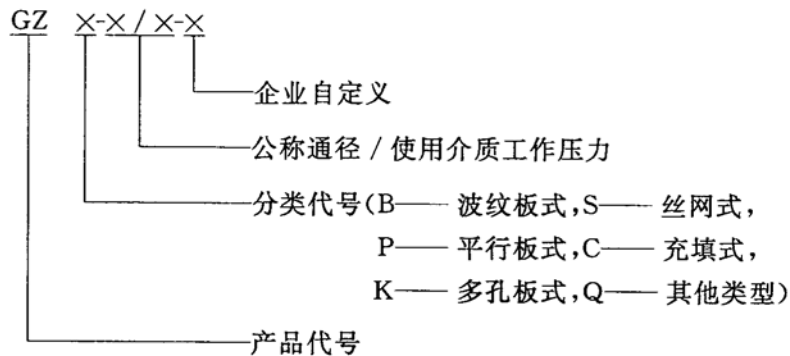 GZ ×-×/×-×
企业自定义
公称通径/使用介质工作压力
分类代号(B—— 波纹板式,S—— 丝网式,
P—— 平行板式,C—— 充填式,
K—— 多孔板式,Q—— 其他类型)
产品代号